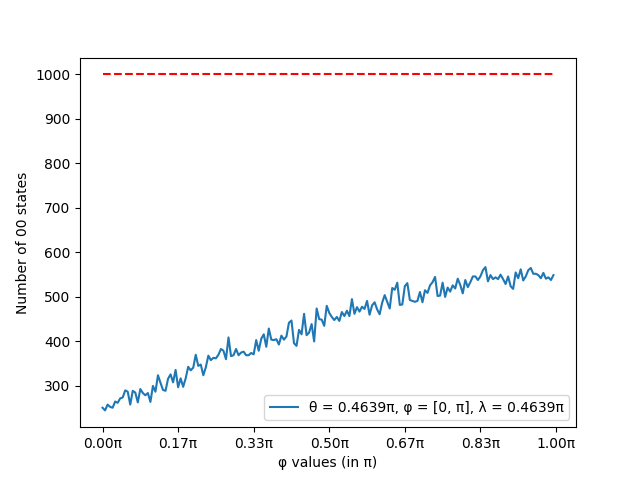 1000
900
800
700
600
500
400
300
Number of 00 states
θ = 0.4639π, φ = [0, π], λ = 0.4639π
0.00π 0.17π 0.33π 0.50π 0.67π 0.83π 1.00π
φ values (in π)